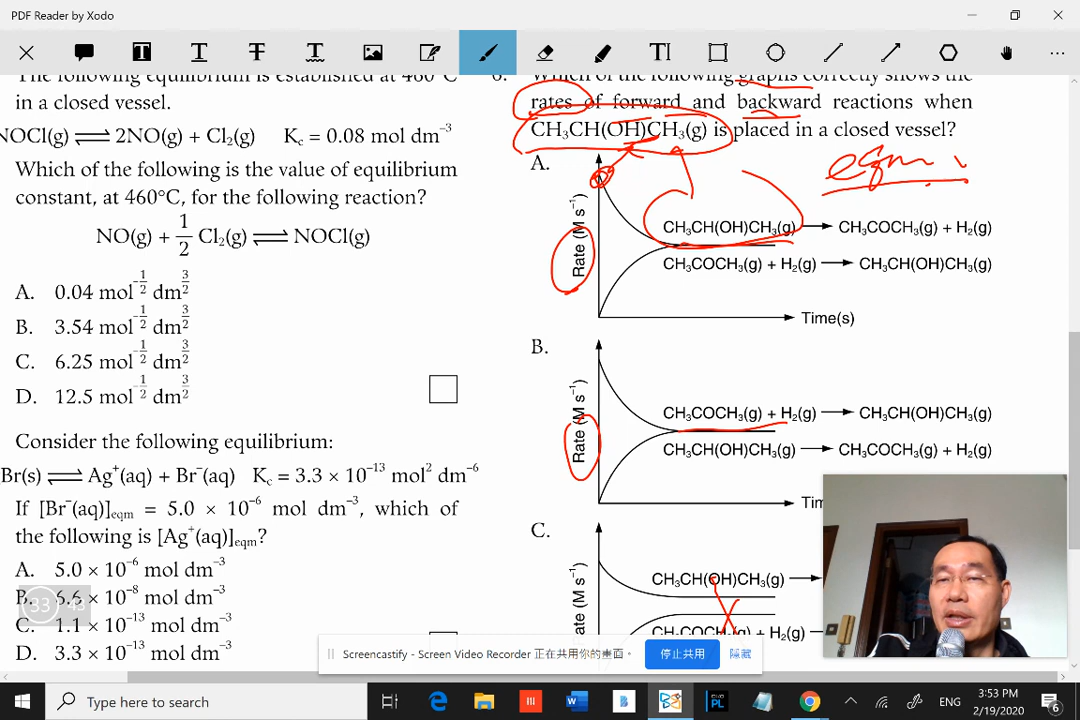 PDF Reader by Xodo
The following equilibrium is established at 460°C
in a closed vessel.
NOCl(g) ⇌ 2NO(g) + Cl₂(g) K꜀ = 0.08 mol dm⁻³
Which of the following is the value of equilibrium
constant, at 460°C, for the following reaction?
NO(g) + 1/2 Cl₂(g) ⇌ NOCl(g)
A. 0.04 mol^(-1/2) dm^(3/2)
B. 3.54 mol^(-1/2) dm^(3/2)
C. 6.25 mol^(-1/2) dm^(3/2)
D. 12.5 mol^(-1/2) dm^(3/2)
Consider the following equilibrium:
Br(s) ⇌ Ag⁺(aq) + Br⁻(aq) K꜀ = 3.3 × 10⁻¹³ mol² dm⁻⁶
If [Br⁻(aq)]eqm = 5.0 × 10⁻⁶ mol dm⁻³, which of
the following is [Ag⁺(aq)]eqm?
A. 5.0 × 10⁻⁶ mol dm⁻³
B. 6.6 × 10⁻⁸ mol dm⁻³
C. 1.1 × 10⁻¹³ mol dm⁻³
D. 3.3 × 10⁻¹³ mol dm⁻³
33
Which of the following graphs correctly shows the
rates of forward and backward reactions when
CH₃CH(OH)CH₃(g) is placed in a closed vessel?
eqm
A.
Rate (M s⁻¹)
CH₃CH(OH)CH₃(g) → CH₃COCH₃(g) + H₂(g)
CH₃COCH₃(g) + H₂(g) → CH₃CH(OH)CH₃(g)
Time(s)
B.
Rate (M s⁻¹)
CH₃COCH₃(g) + H₂(g) → CH₃CH(OH)CH₃(g)
CH₃CH(OH)CH₃(g) → CH₃COCH₃(g) + H₂(g)
C.
(M s⁻¹)
CH₃CH(OH)CH₃(g) →
CH₃COCH₃(g) + H₂(g)
Screencastify - Screen Video Recorder 正在共用你的畫面。 停止共用 隱藏
Type here to search
ENG
3:53 PM
2/19/2020
6